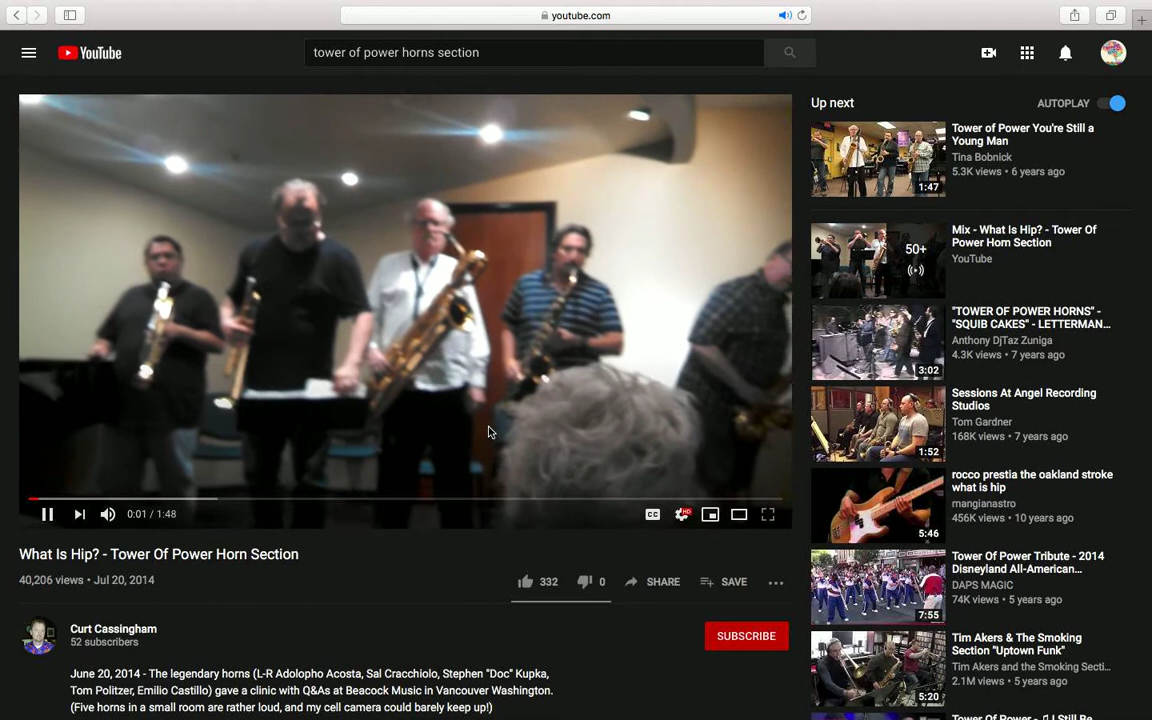 youtube.com
YouTube
tower of power horns section
0:01 / 1:48
CC
HD
What Is Hip? - Tower Of Power Horn Section
40,206 views • Jul 20, 2014
332
0
SHARE
SAVE
Curt Cassingham
52 subscribers
SUBSCRIBE
June 20, 2014 - The legendary horns (L-R Adolopho Acosta, Sal Cracchiolo, Stephen "Doc" Kupka,
Tom Politzer, Emilio Castillo) gave a clinic with Q&As at Beacock Music in Vancouver Washington.
(Five horns in a small room are rather loud, and my cell camera could barely keep up!)
Up next
AUTOPLAY
1:47
Tower of Power You're Still a
Young Man
Tina Bobnick
5.3K views • 6 years ago
50+
Mix - What Is Hip? - Tower Of
Power Horn Section
YouTube
3:02
"TOWER OF POWER HORNS" -
"SQUIB CAKES" - LETTERMAN...
Anthony DjTaz Zuniga
4.3K views • 7 years ago
1:52
Sessions At Angel Recording
Studios
Tom Gardner
168K views • 7 years ago
5:46
rocco prestia the oakland stroke
what is hip
mangianastro
456K views • 10 years ago
7:55
Tower Of Power Tribute - 2014
Disneyland All-American...
DAPS MAGIC
74K views • 5 years ago
5:20
Tim Akers & The Smoking
Section "Uptown Funk"
Tim Akers and the Smoking Secti...
2.1M views • 5 years ago
Tower of Power - ♫ I Still Be